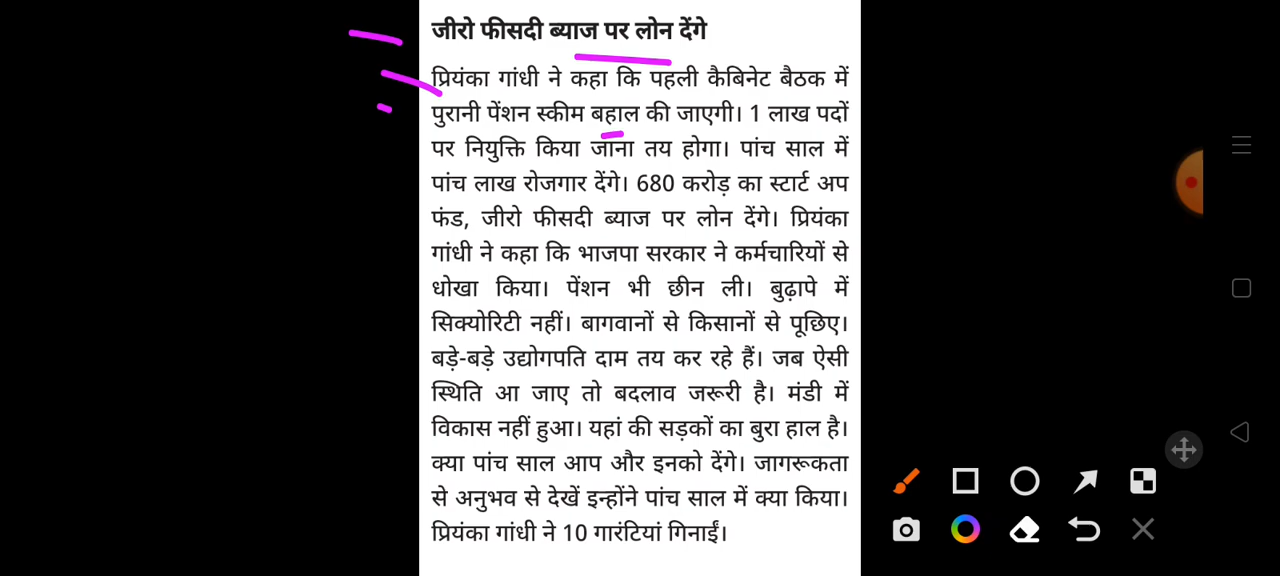 जीरो फीसदी ब्याज पर लोन देंगे
प्रियंका गांधी ने कहा कि पहली कैबिनेट बैठक में
पुरानी पेंशन स्कीम बहाल की जाएगी। 1 लाख पदों
पर नियुक्ति किया जाना तय होगा। पांच साल में
पांच लाख रोजगार देंगे। 680 करोड़ का स्टार्ट अप
फंड, जीरो फीसदी ब्याज पर लोन देंगे। प्रियंका
गांधी ने कहा कि भाजपा सरकार ने कर्मचारियों से
धोखा किया। पेंशन भी छीन ली। बुढ़ापे में
सिक्योरिटी नहीं। बागवानों से किसानों से पूछिए।
बड़े-बड़े उद्योगपति दाम तय कर रहे हैं। जब ऐसी
स्थिति आ जाए तो बदलाव जरूरी है। मंडी में
विकास नहीं हुआ। यहां की सड़कों का बुरा हाल है।
क्या पांच साल आप और इनको देंगे। जागरूकता
से अनुभव से देखें इन्होंने पांच साल में क्या किया।
प्रियंका गांधी ने 10 गारंटियां गिनाईं।